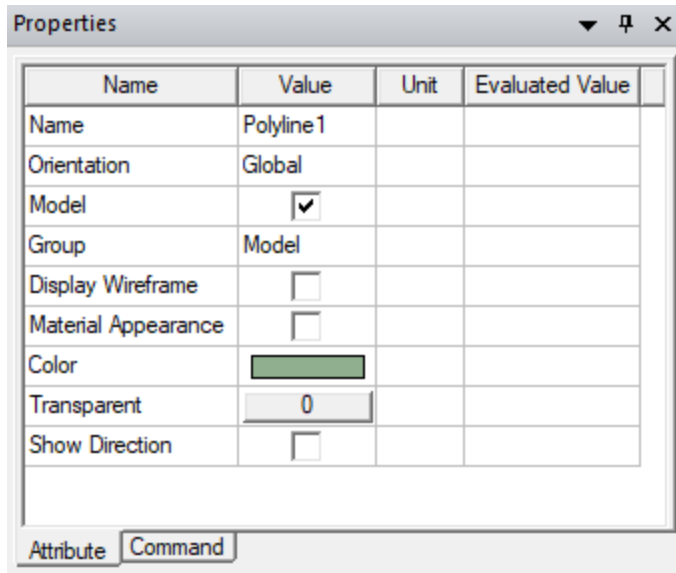 Properties
Name Value Unit Evaluated Value
Name Polyline1
Orientation Global
Model
Group Model
Display Wireframe
Material Appearance
Color
Transparent 0
Show Direction
Attribute Command